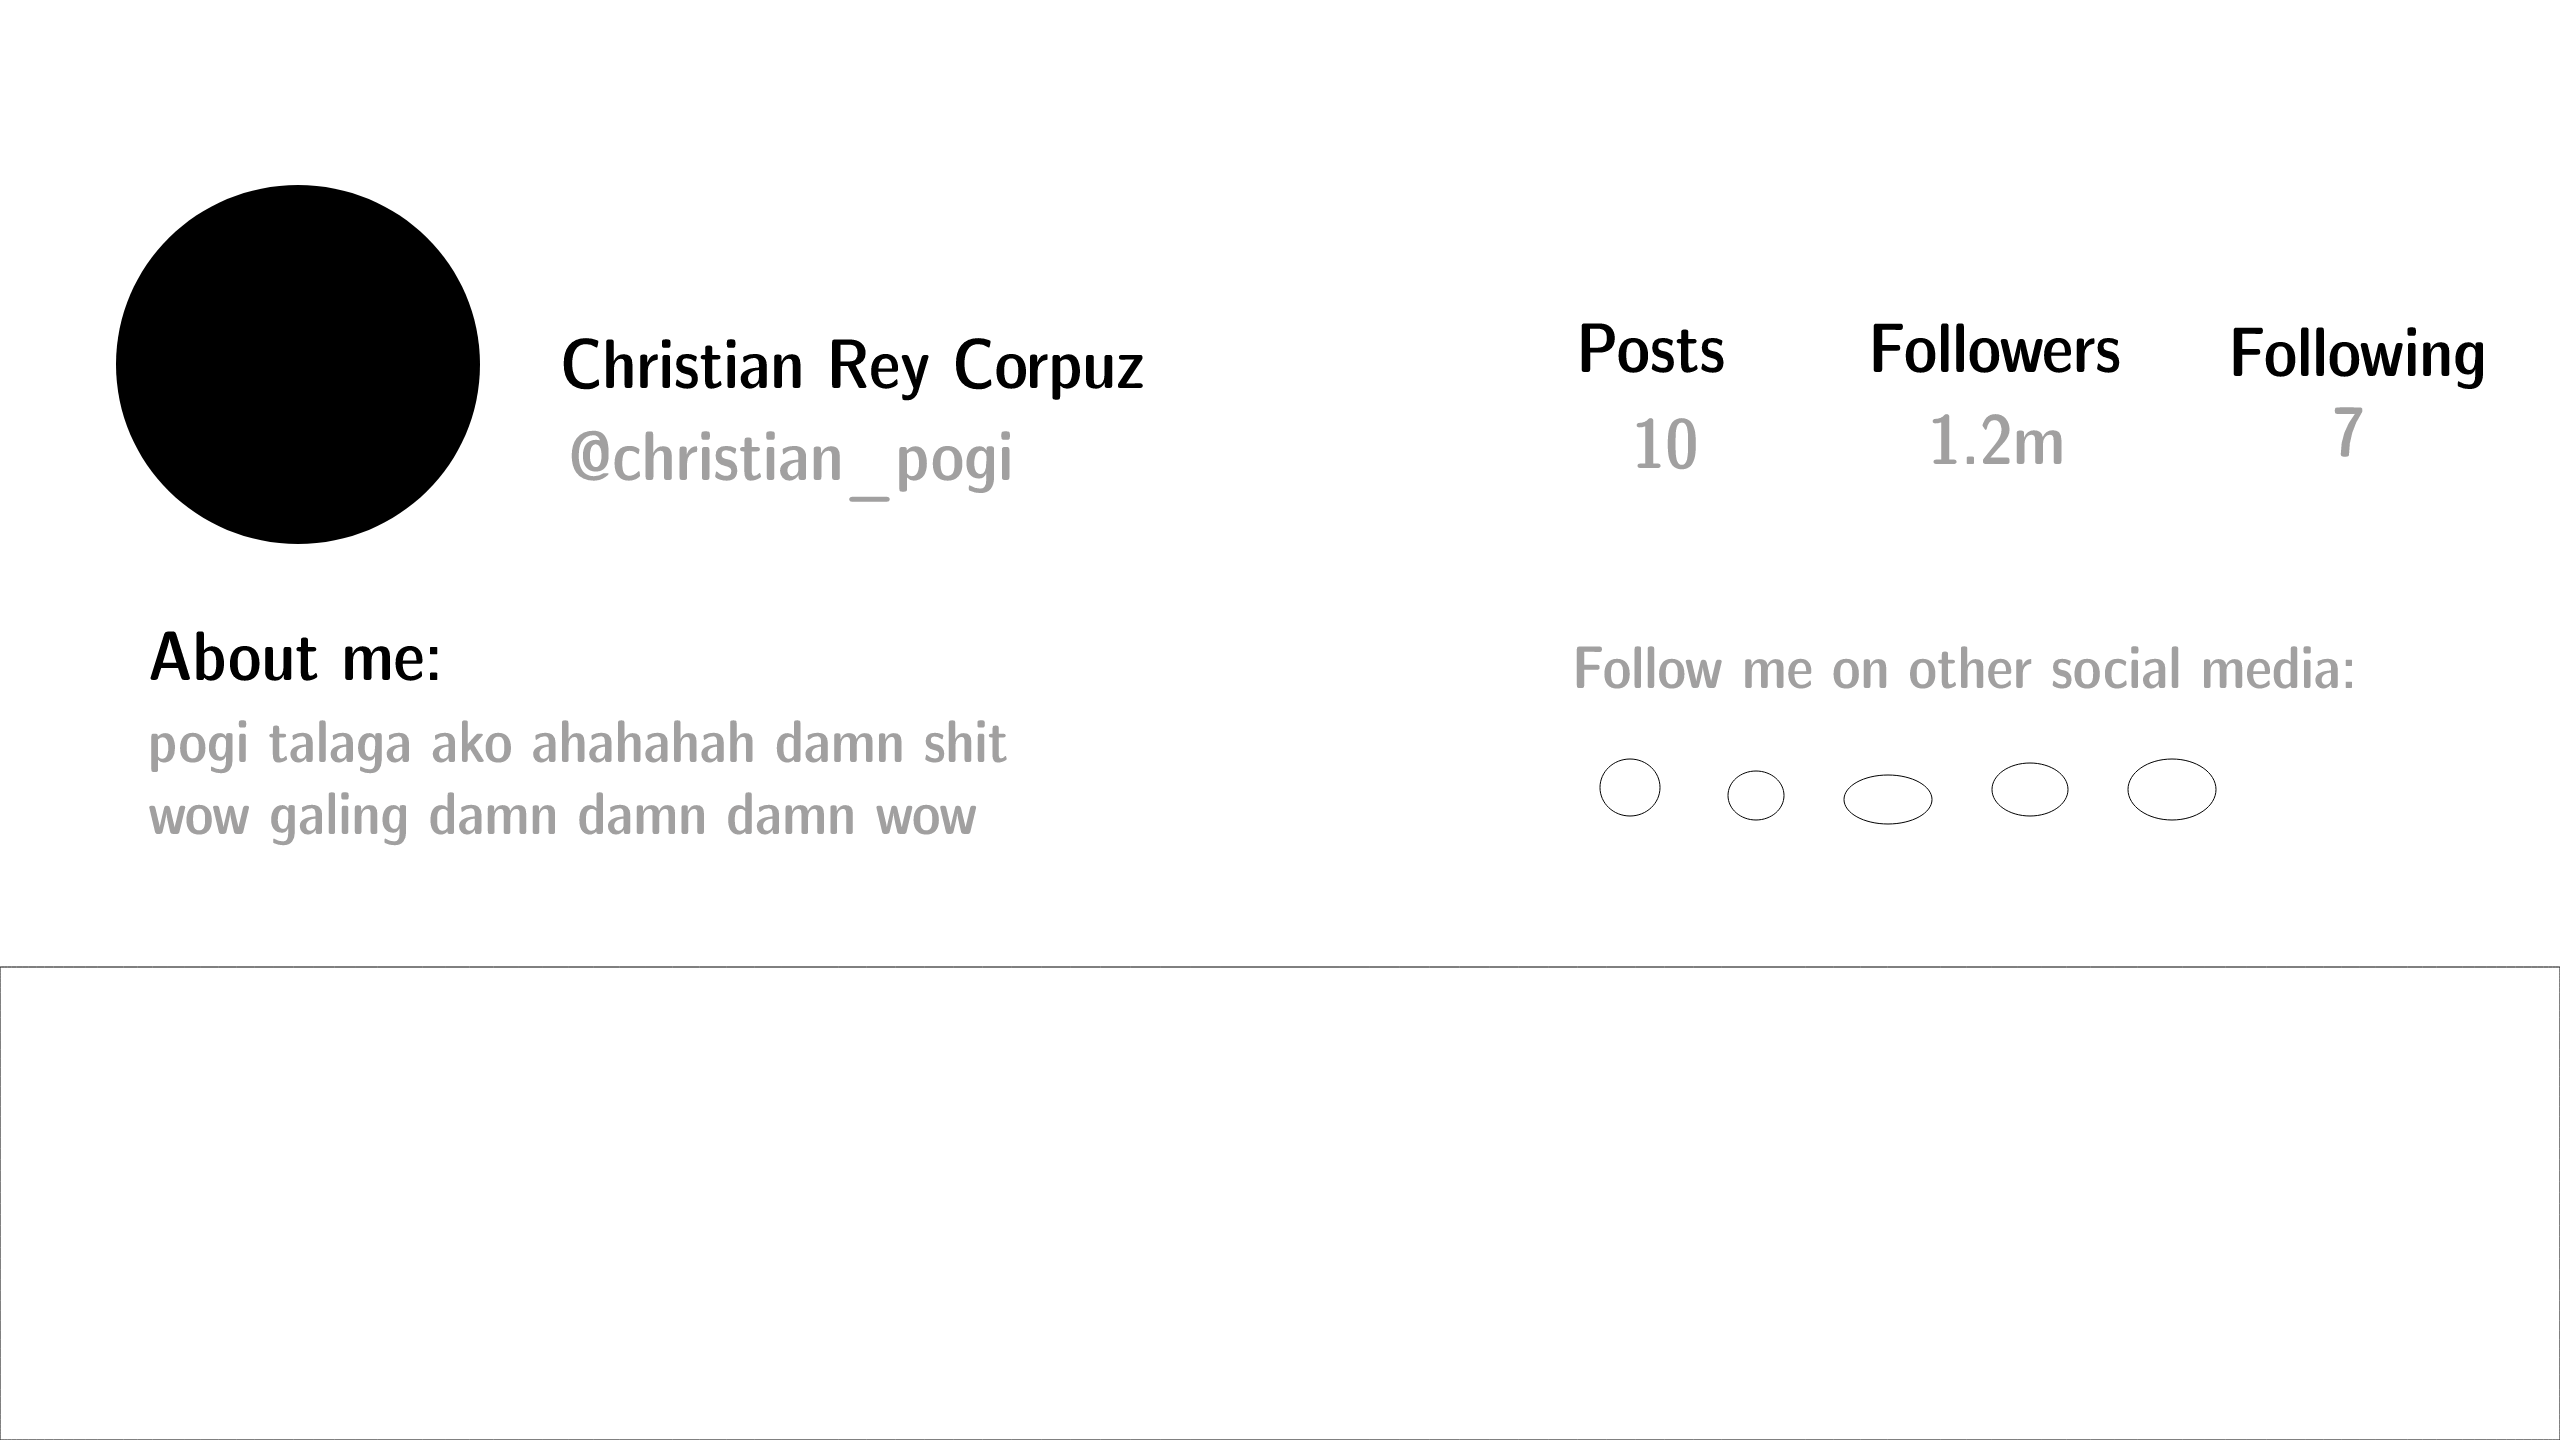 Christian Rey Corpuz
@christian_pogi
Posts
10
Followers
1.2m
Following
7
About me:
pogi talaga ako ahahahah damn shit
wow galing damn damn damn wow
Follow me on other social media: